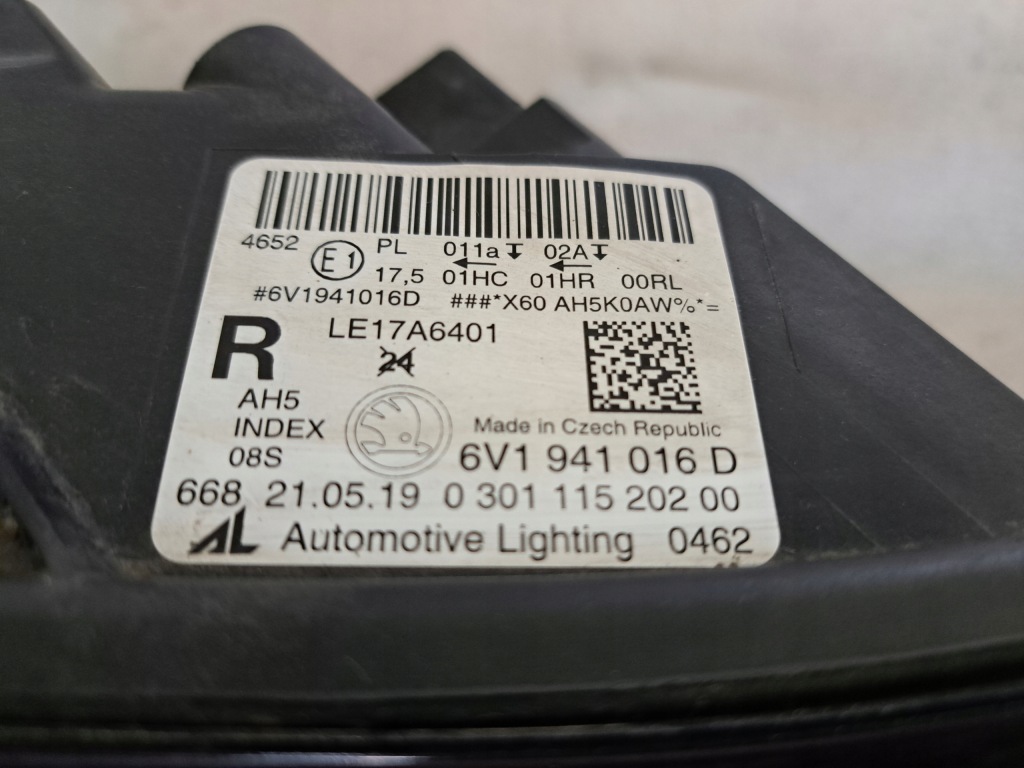 4652 E1 PL 011a 02A
17,5 01HC 01HR 00RL
#6V1941016D ###*X60 AH5K0AW%*=
R LE17A6401
24
AH5
INDEX Made in Czech Republic
08S 6V1 941 016 D
668 21.05.19 0 301 115 202 00
AL Automotive Lighting 0462